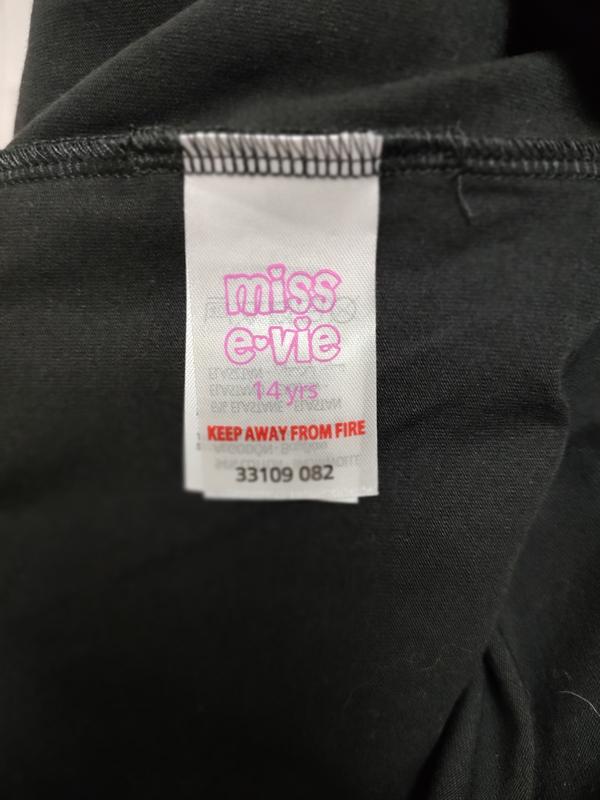 miss
e•vie
14 yrs
KEEP AWAY FROM FIRE
33109 082